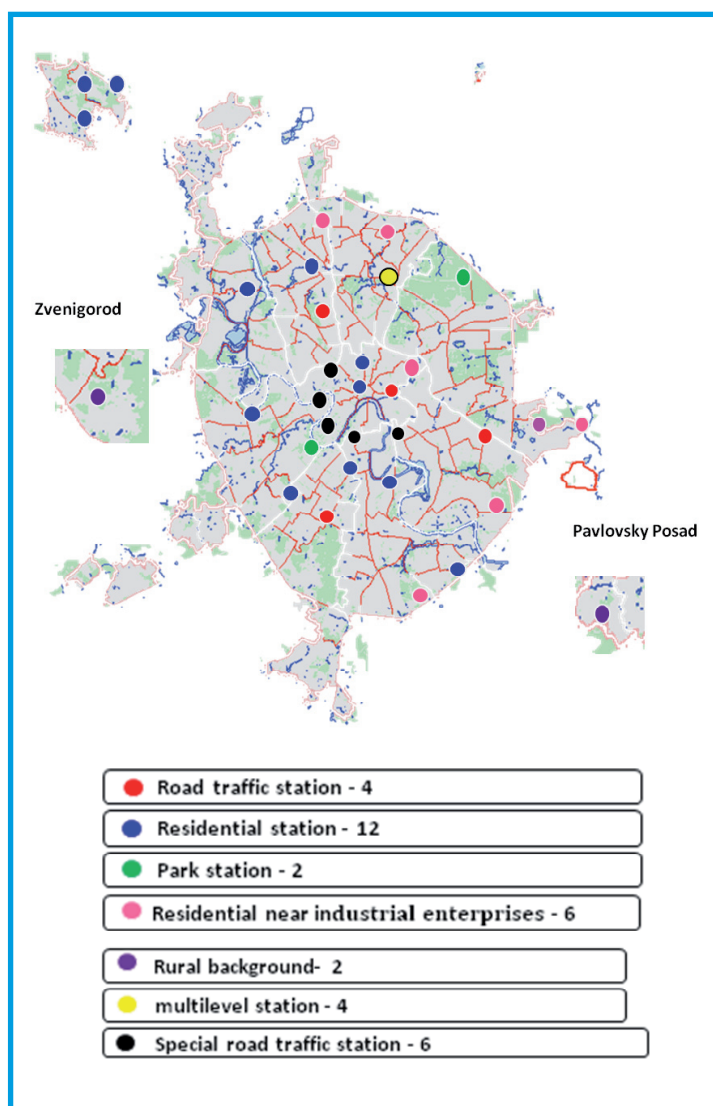 Zvenigorod
Pavlovsky Posad
Road traffic station - 4
Residential station - 12
Park station - 2
Residential near industrial enterprises - 6
Rural background- 2
multilevel station - 4
Special road traffic station - 6